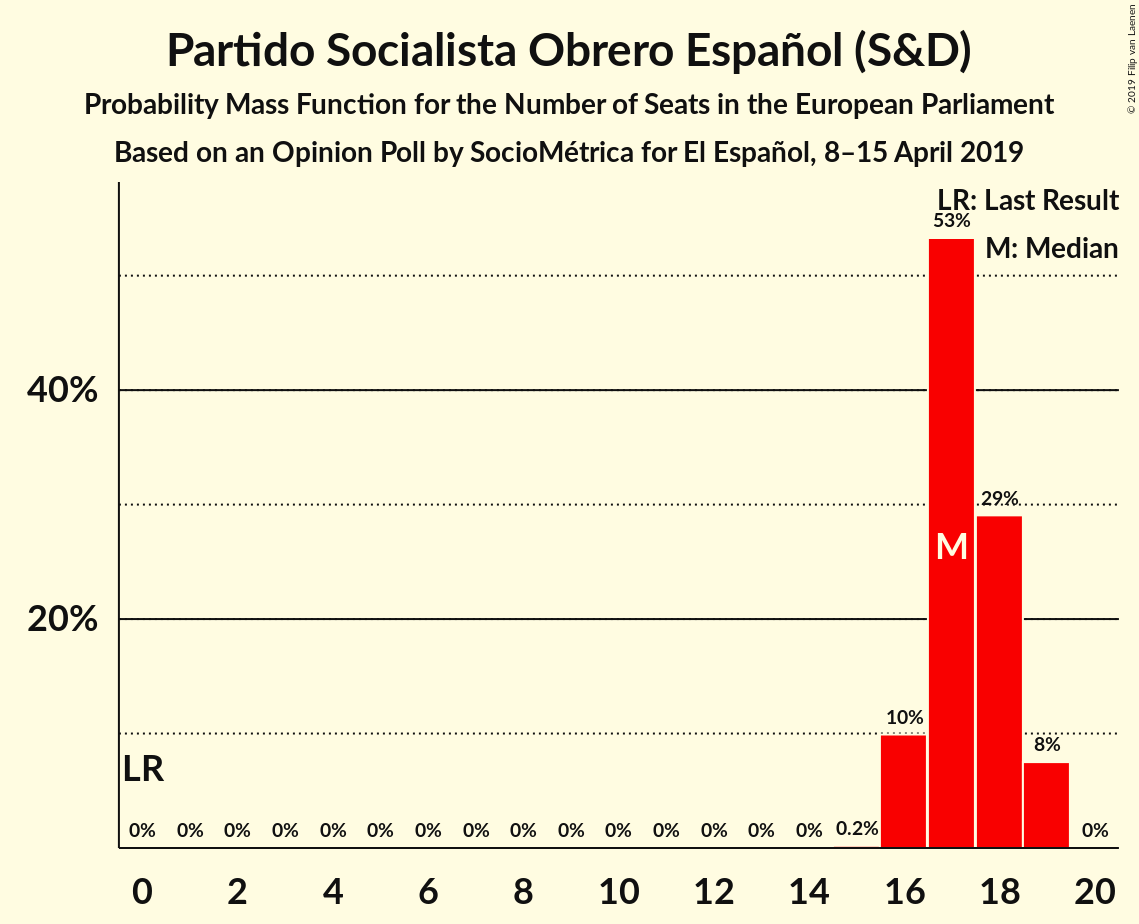 Partido Socialista Obrero Español (S&D)
Probability Mass Function for the Number of Seats in the European Parliament
Based on an Opinion Poll by SocioMétrica for El Español, 8–15 April 2019
© 2019 Filip van Laenen
LR: Last Result
M: Median
53%
40%
29%
M
20%
10%
8%
LR
0% 0% 0% 0% 0% 0% 0% 0% 0% 0% 0% 0% 0% 0% 0% 0.2% 0%
0 2 4 6 8 10 12 14 16 18 20